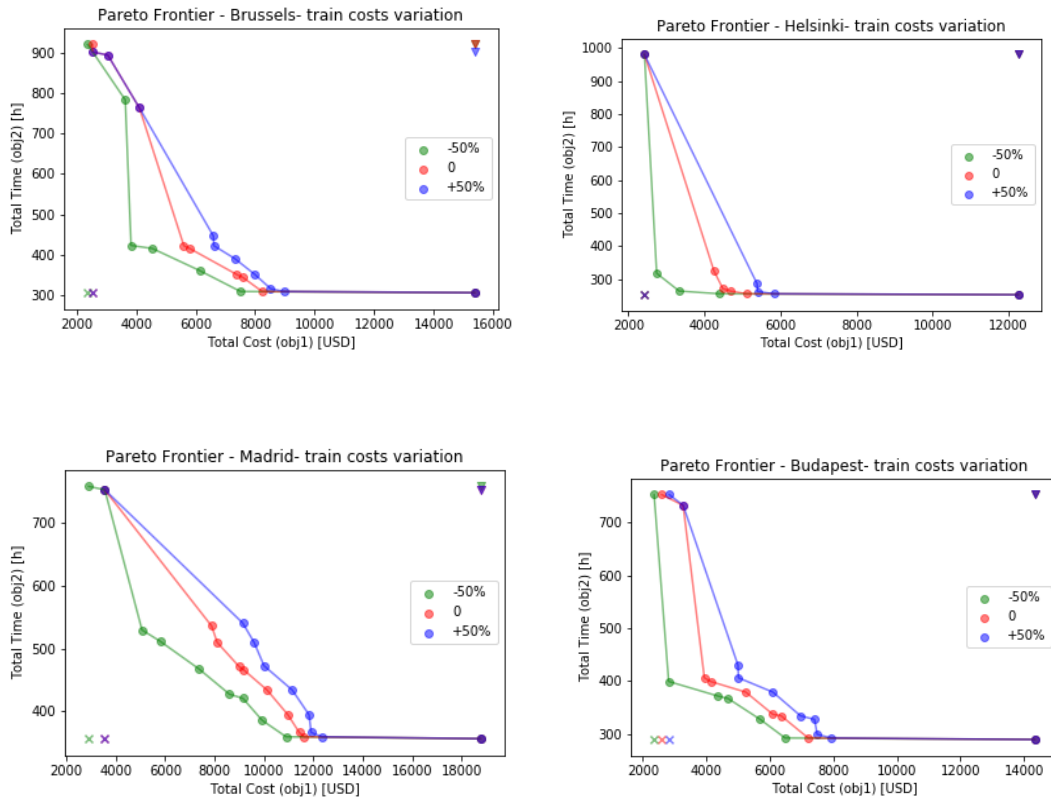 Pareto Frontier - Brussels- train costs variation
Total Time (obj2) [h]
900
800
700
600
500
400
300
-50%
0
+50%
2000 4000 6000 8000 10000 12000 14000 16000
Total Cost (obj1) [USD]
Pareto Frontier - Helsinki- train costs variation
Total Time (obj2) [h]
1000
900
800
700
600
500
400
300
-50%
0
+50%
2000 4000 6000 8000 10000 12000
Total Cost (obj1) [USD]
Pareto Frontier - Madrid- train costs variation
Total Time (obj2) [h]
700
600
500
400
-50%
0
+50%
2000 4000 6000 8000 10000 12000 14000 16000 18000
Total Cost (obj1) [USD]
Pareto Frontier - Budapest- train costs variation
Total Time (obj2) [h]
700
600
500
400
300
-50%
0
+50%
2000 4000 6000 8000 10000 12000 14000
Total Cost (obj1) [USD]